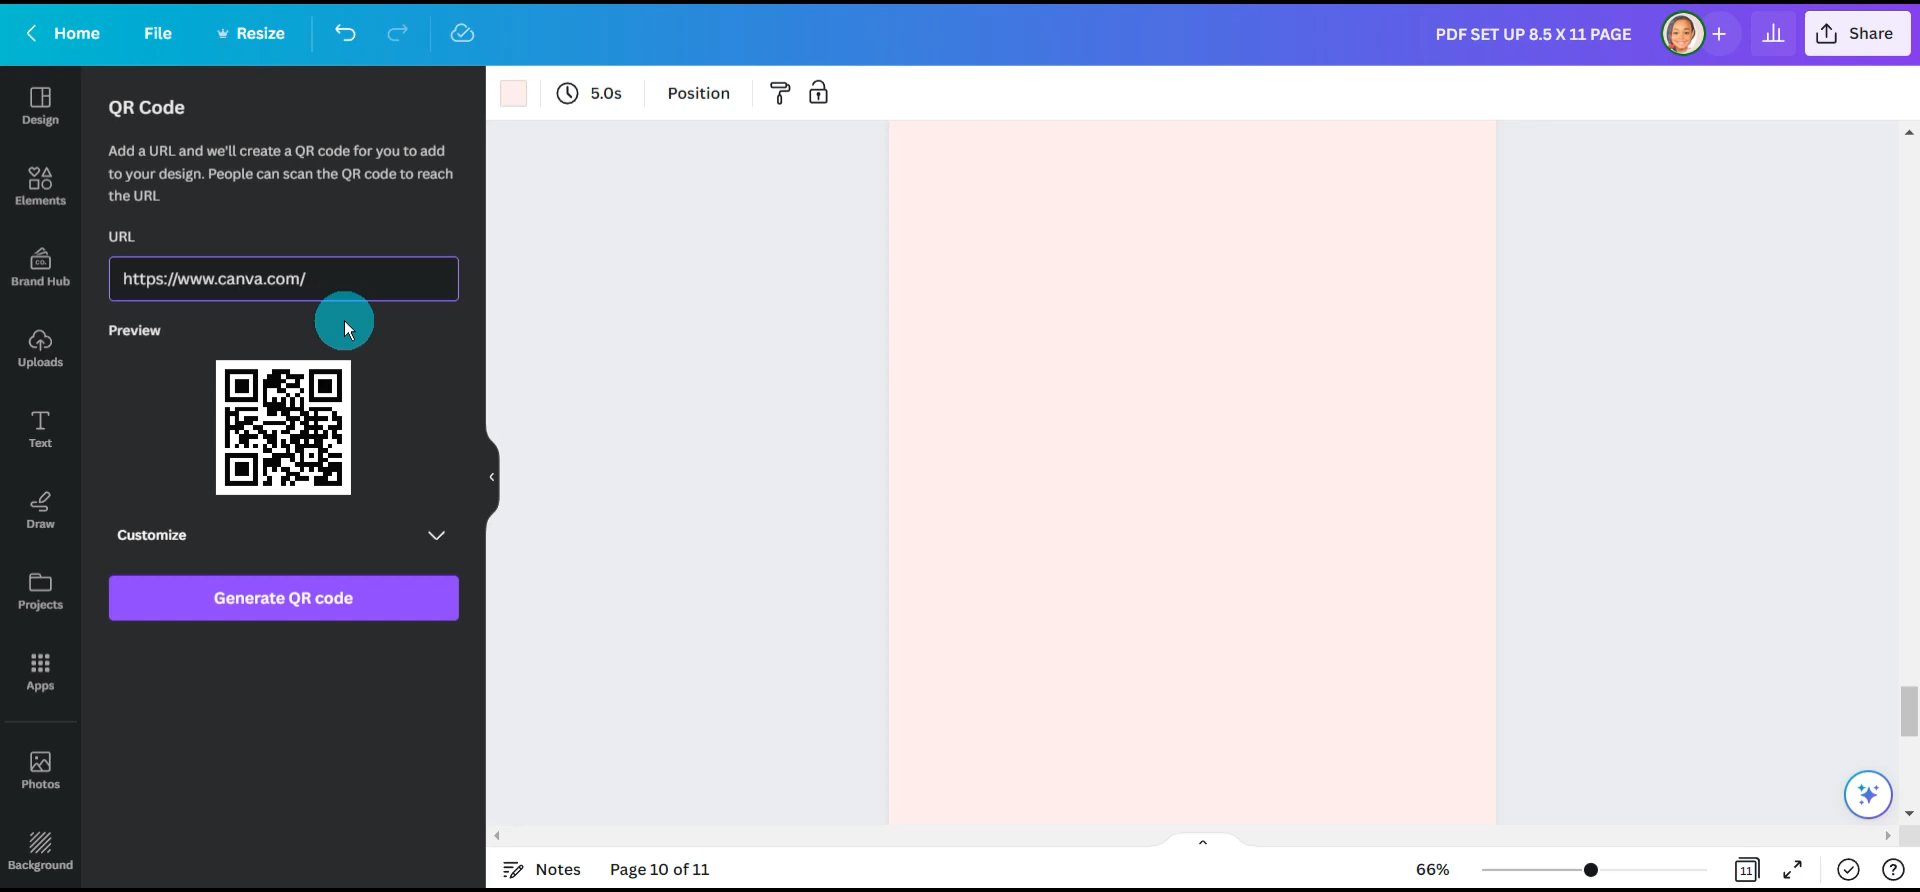 Home
File
Resize
PDF SET UP 8.5 X 11 PAGE
+
Share
Design
Elements
CO.
Brand Hub
Uploads
Text
Draw
Projects
Apps
Photos
Background
QR Code
Add a URL and we'll create a QR code for you to add
to your design. People can scan the QR code to reach
the URL
URL
https://www.canva.com/
Preview
Customize
Generate QR code
5.0s
Position
Notes
Page 10 of 11
66%
11
?